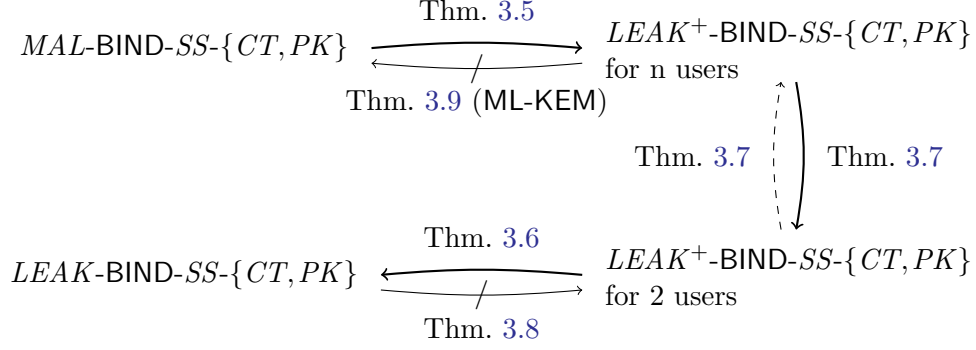 Thm. 3.5
MAL-BIND-SS-{CT, PK}
LEAK⁺-BIND-SS-{CT, PK}
for n users
Thm. 3.9 (ML-KEM)
Thm. 3.7
Thm. 3.7
Thm. 3.6
LEAK-BIND-SS-{CT, PK}
LEAK⁺-BIND-SS-{CT, PK}
for 2 users
Thm. 3.8